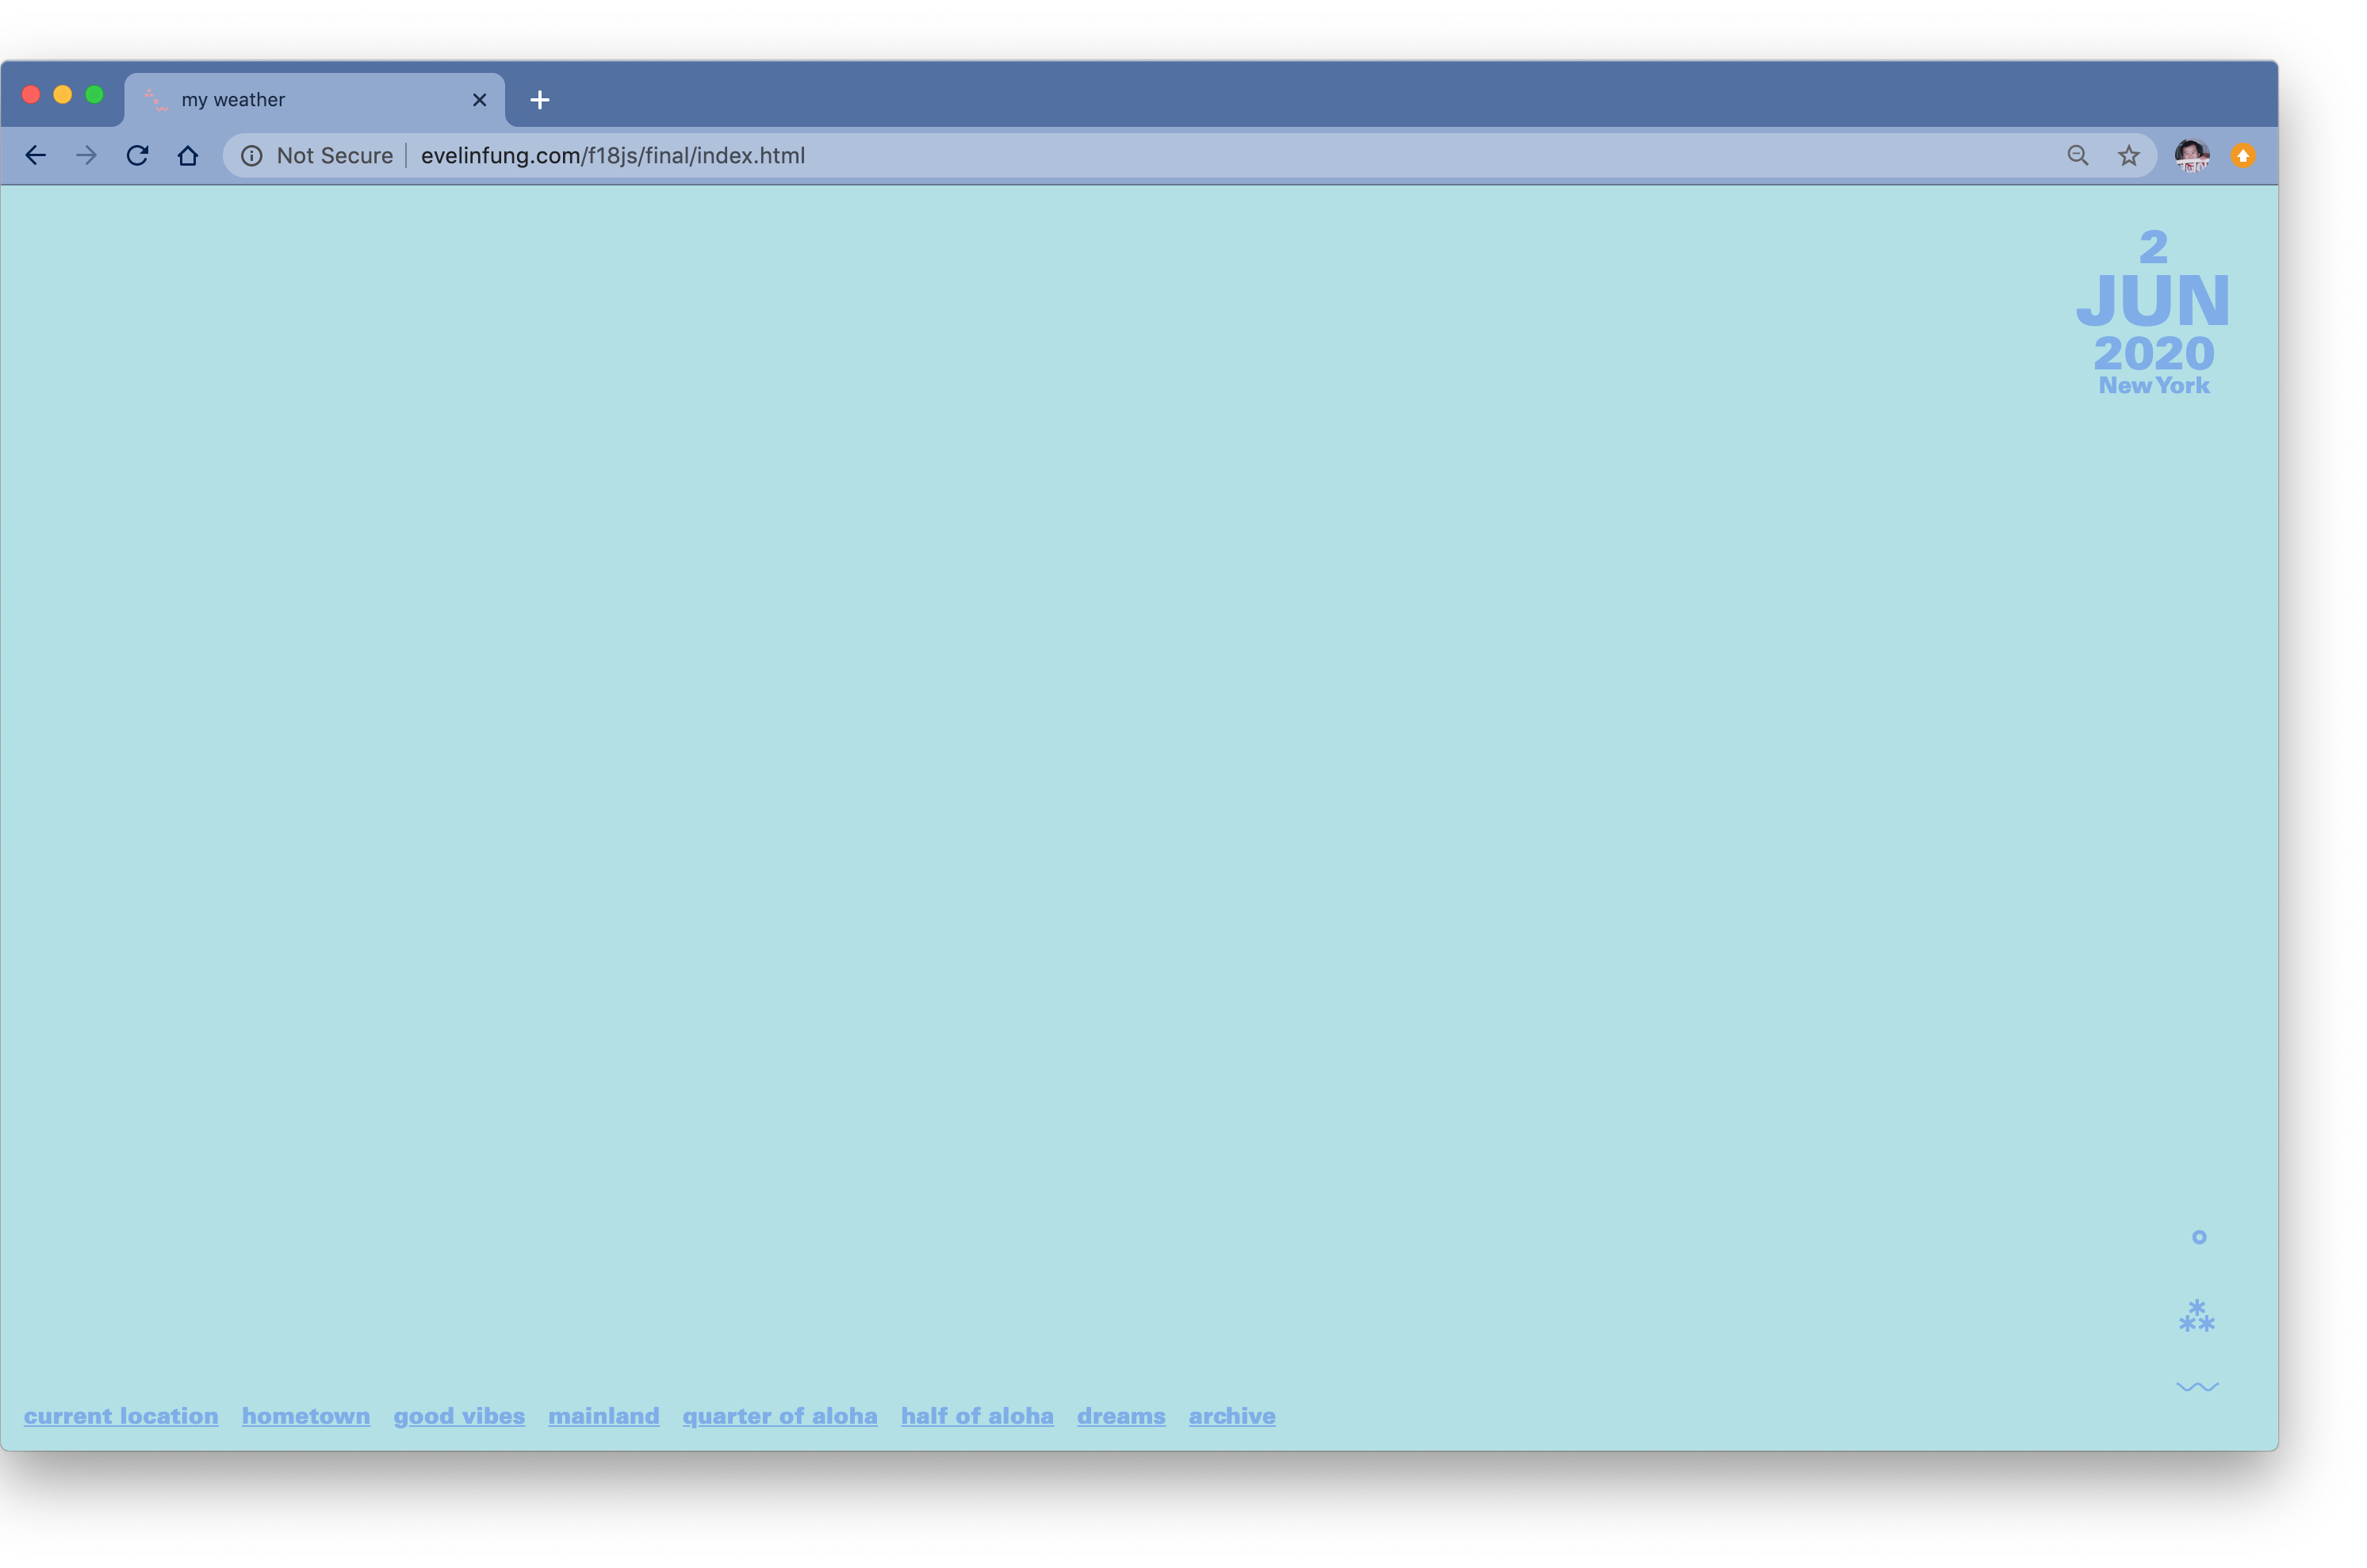 my weather
Not Secure evelinfung.com/f18js/final/index.html
2
JUN
2020
New York
⁂
current location hometown good vibes mainland quarter of aloha half of aloha dreams archive